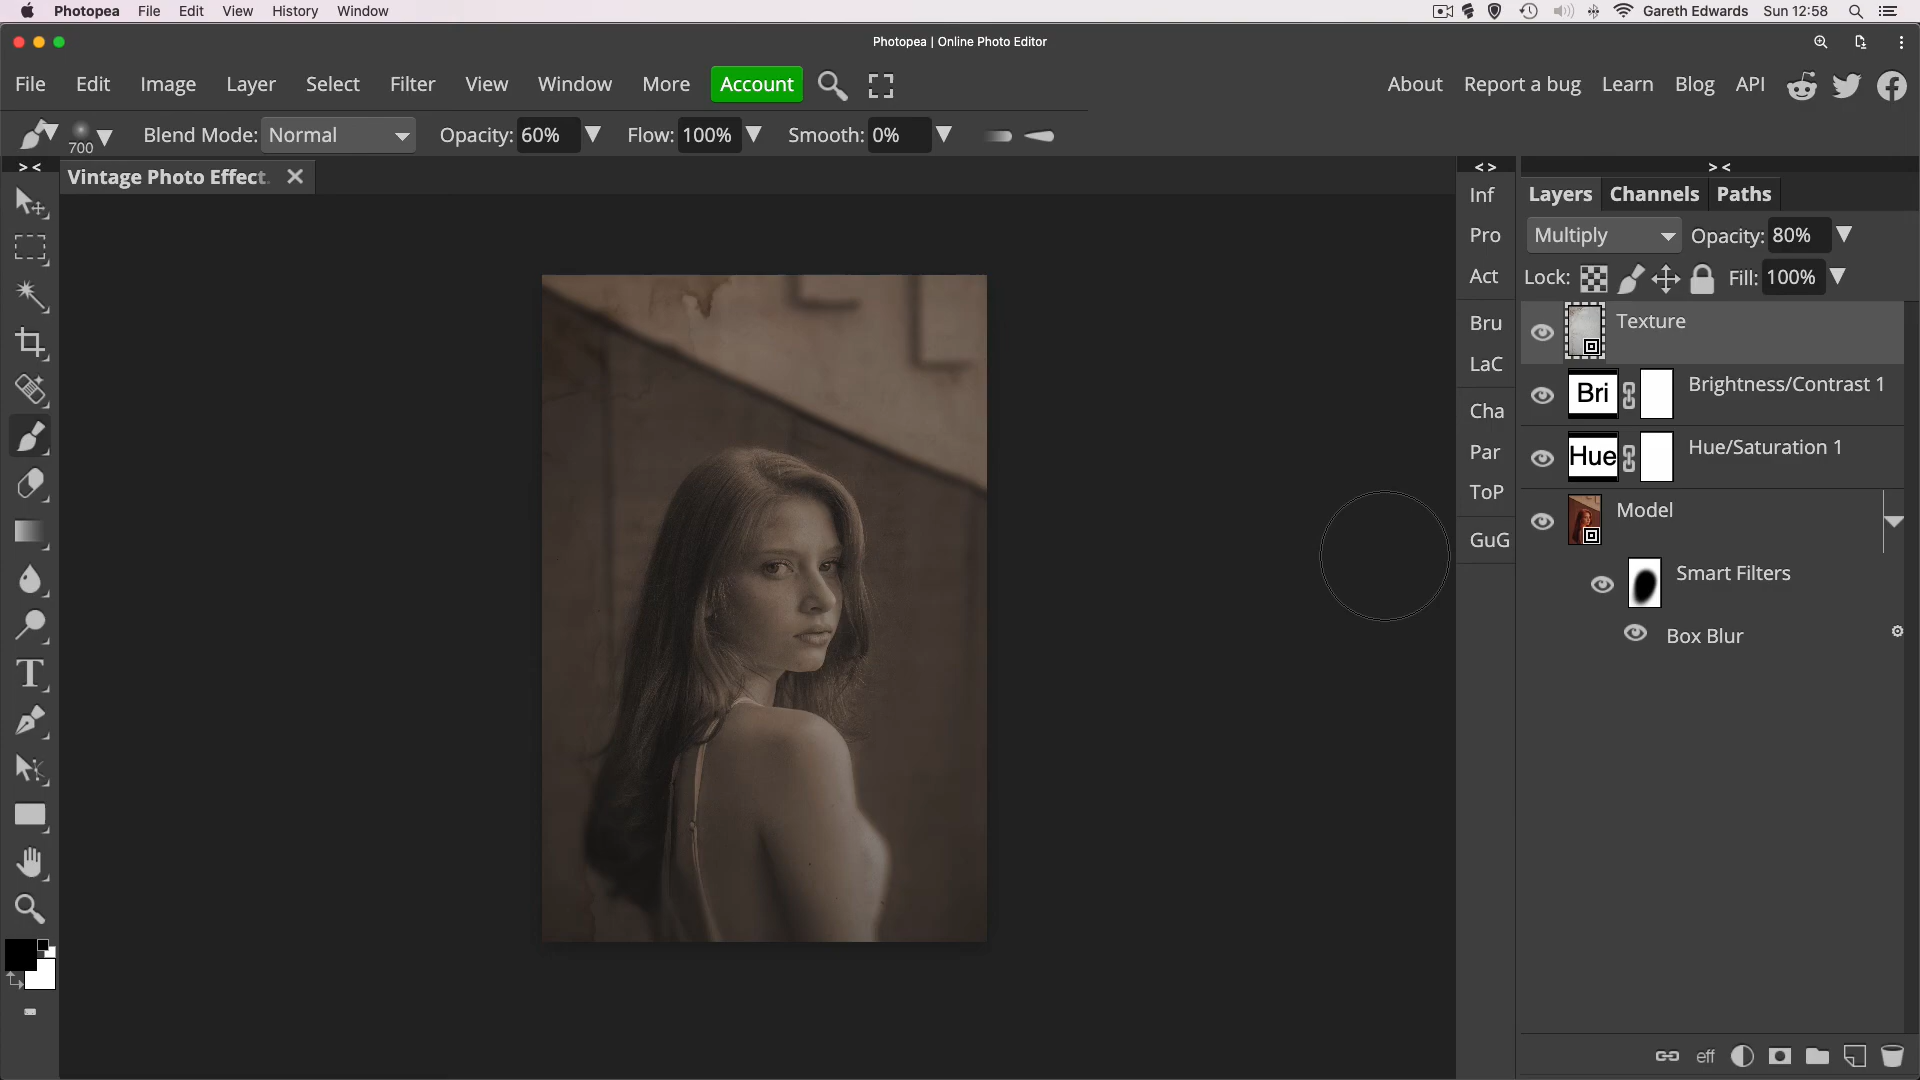 Photopea File Edit View History Window Gareth Edwards Sun 12:58
Photopea | Online Photo Editor
File Edit Image Layer Select Filter View Window More Account About Report a bug Learn Blog API
Blend Mode: Normal Opacity: 60% Flow: 100% Smooth: 0%
700
> < < > > <
Vintage Photo Effect.
Inf
Pro
Act
Bru
LaC
Cha
Par
ToP
GuG
Layers Channels Paths
Multiply Opacity: 80%
Lock: Fill: 100%
Texture
Bri Brightness/Contrast 1
Hue Hue/Saturation 1
Model
Smart Filters
Box Blur
eff